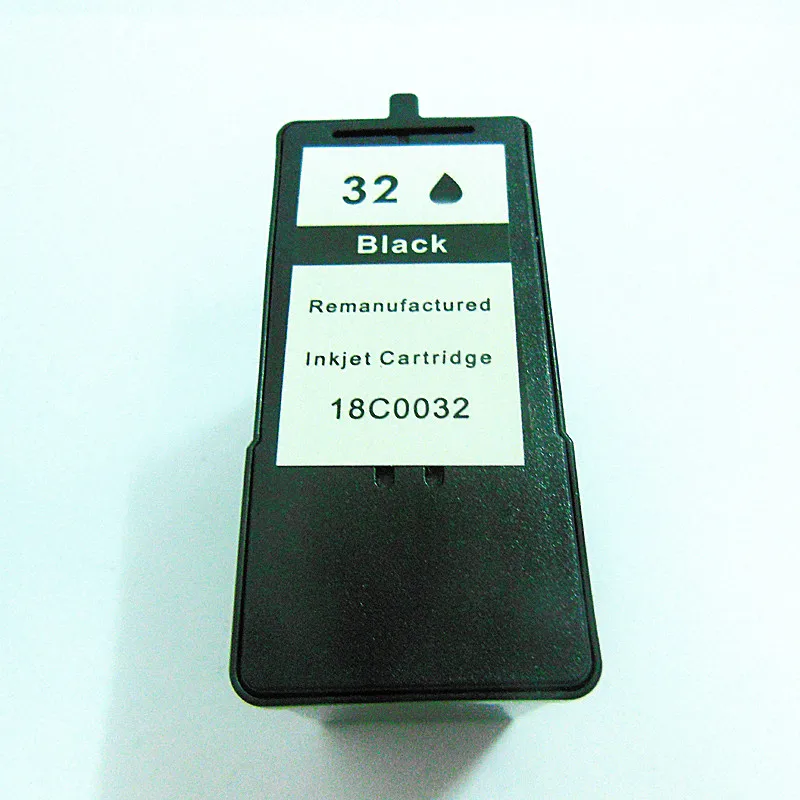 32
Black
Remanufactured
Inkjet Cartridge
18C0032